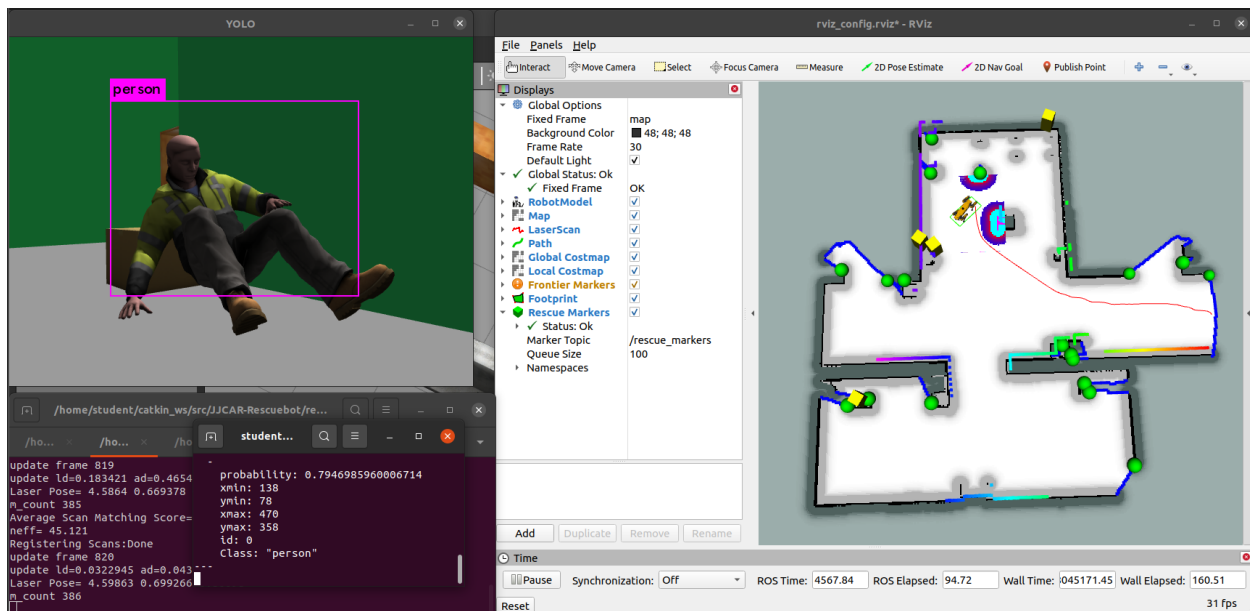 YOLO
person
/home/student/catkin_ws/src/JJCAR-Rescuebot/re...
/ho...
/ho...
/ho
update frame 819
update ld=0.183421 ad=0.4654
Laser Pose= 4.5864 0.669378
m_count 385
Average Scan Matching Score=
neff= 45.121
Registering Scans:Done
update frame 820
update ld=0.0322945 ad=0.043
Laser Pose= 4.59863 0.699266
m_count 386
student...
-
probability: 0.7946985960006714
xmin: 138
ymin: 78
xmax: 470
ymax: 358
id: 0
Class: "person"
---
rviz_config.rviz* - RViz
File Panels Help
Interact Move Camera Select Focus Camera Measure 2D Pose Estimate 2D Nav Goal Publish Point
Displays
Global Options
Fixed Frame map
Background Color 48; 48; 48
Frame Rate 30
Default Light
Global Status: Ok
Fixed Frame OK
RobotModel
Map
LaserScan
Path
Global Costmap
Local Costmap
Frontier Markers
Footprint
Rescue Markers
Status: Ok
Marker Topic /rescue_markers
Queue Size 100
Namespaces
Add Duplicate Remove Rename
Time
Pause Synchronization: Off ROS Time: 4567.84 ROS Elapsed: 94.72 Wall Time: 045171.45 Wall Elapsed: 160.51
Reset 31 fps